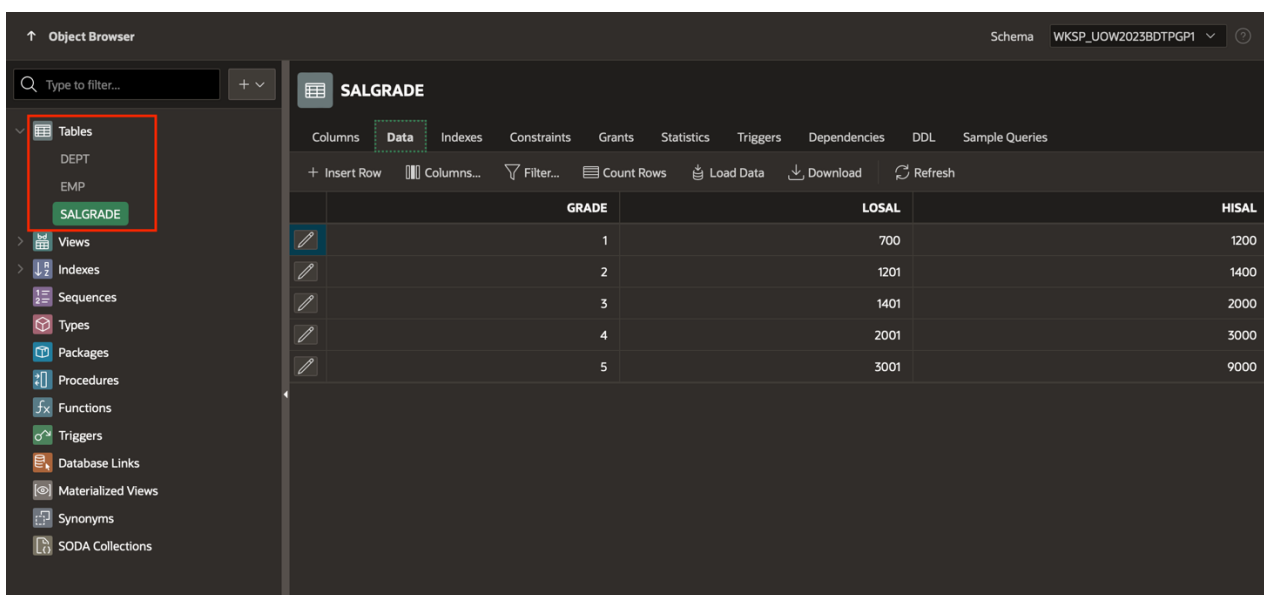 Object Browser
Schema WKSP_UOW2023BDTPGP1
Type to filter...
SALGRADE
Tables
DEPT
EMP
SALGRADE
Views
Indexes
Sequences
Types
Packages
Procedures
Functions
Triggers
Database Links
Materialized Views
Synonyms
SODA Collections
Columns Data Indexes Constraints Grants Statistics Triggers Dependencies DDL Sample Queries
Insert Row Columns... Filter... Count Rows Load Data Download Refresh
GRADE LOSAL HISAL
1 700 1200
2 1201 1400
3 1401 2000
4 2001 3000
5 3001 9000